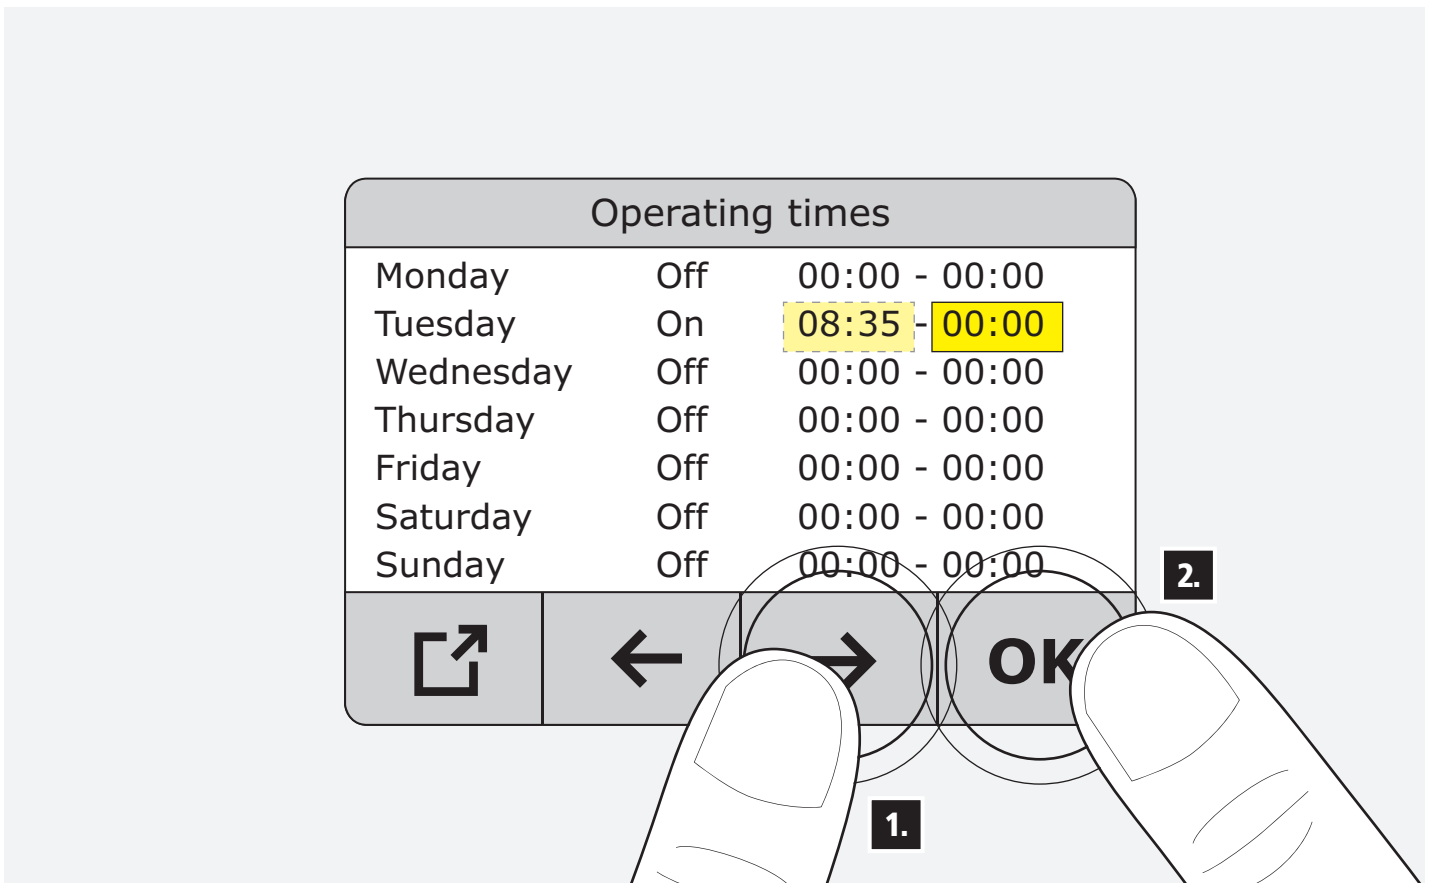 Operating times
Monday Off 00:00 - 00:00
Tuesday On 08:35 - 00:00
Wednesday Off 00:00 - 00:00
Thursday Off 00:00 - 00:00
Friday Off 00:00 - 00:00
Saturday Off 00:00 - 00:00
Sunday Off 00:00 - 00:00
2.
OK
1.